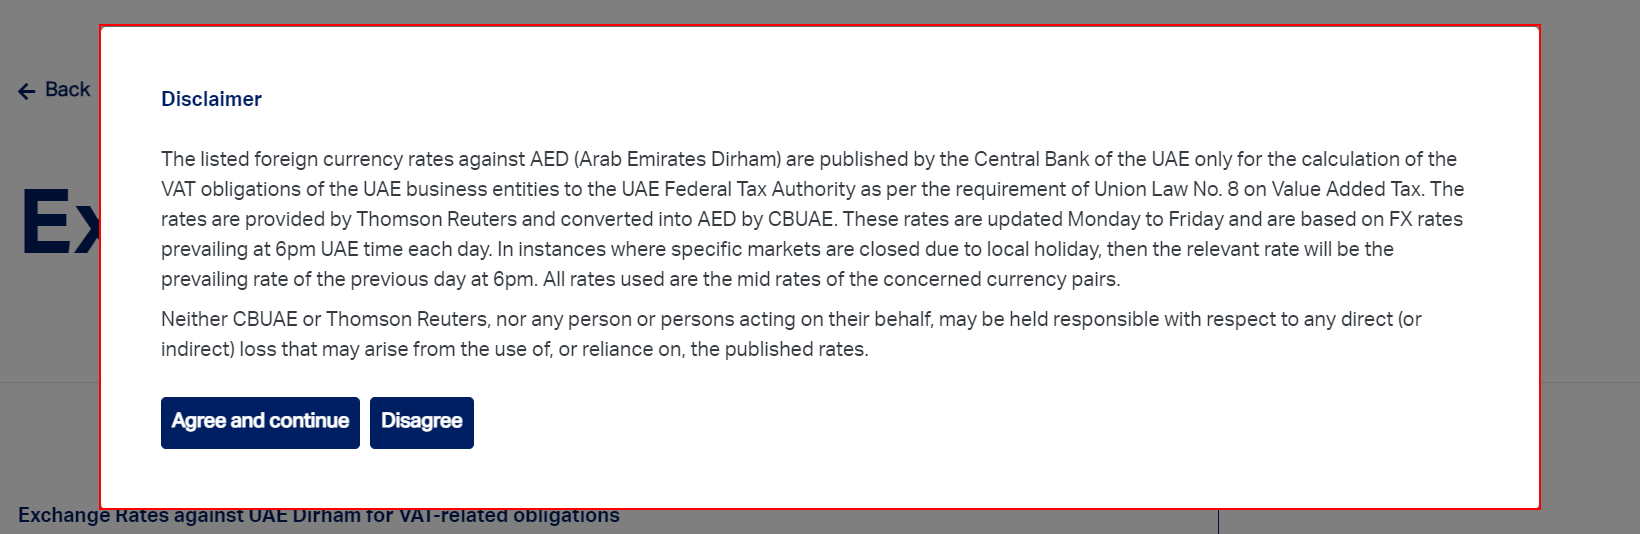 Back
Disclaimer
The listed foreign currency rates against AED (Arab Emirates Dirham) are published by the Central Bank of the UAE only for the calculation of the
VAT obligations of the UAE business entities to the UAE Federal Tax Authority as per the requirement of Union Law No. 8 on Value Added Tax. The
rates are provided by Thomson Reuters and converted into AED by CBUAE. These rates are updated Monday to Friday and are based on FX rates
prevailing at 6pm UAE time each day. In instances where specific markets are closed due to local holiday, then the relevant rate will be the
prevailing rate of the previous day at 6pm. All rates used are the mid rates of the concerned currency pairs.
Neither CBUAE or Thomson Reuters, nor any person or persons acting on their behalf, may be held responsible with respect to any direct (or
indirect) loss that may arise from the use of, or reliance on, the published rates.
Agree and continue Disagree
Exchange Rates against UAE Dirham for VAT-related obligations